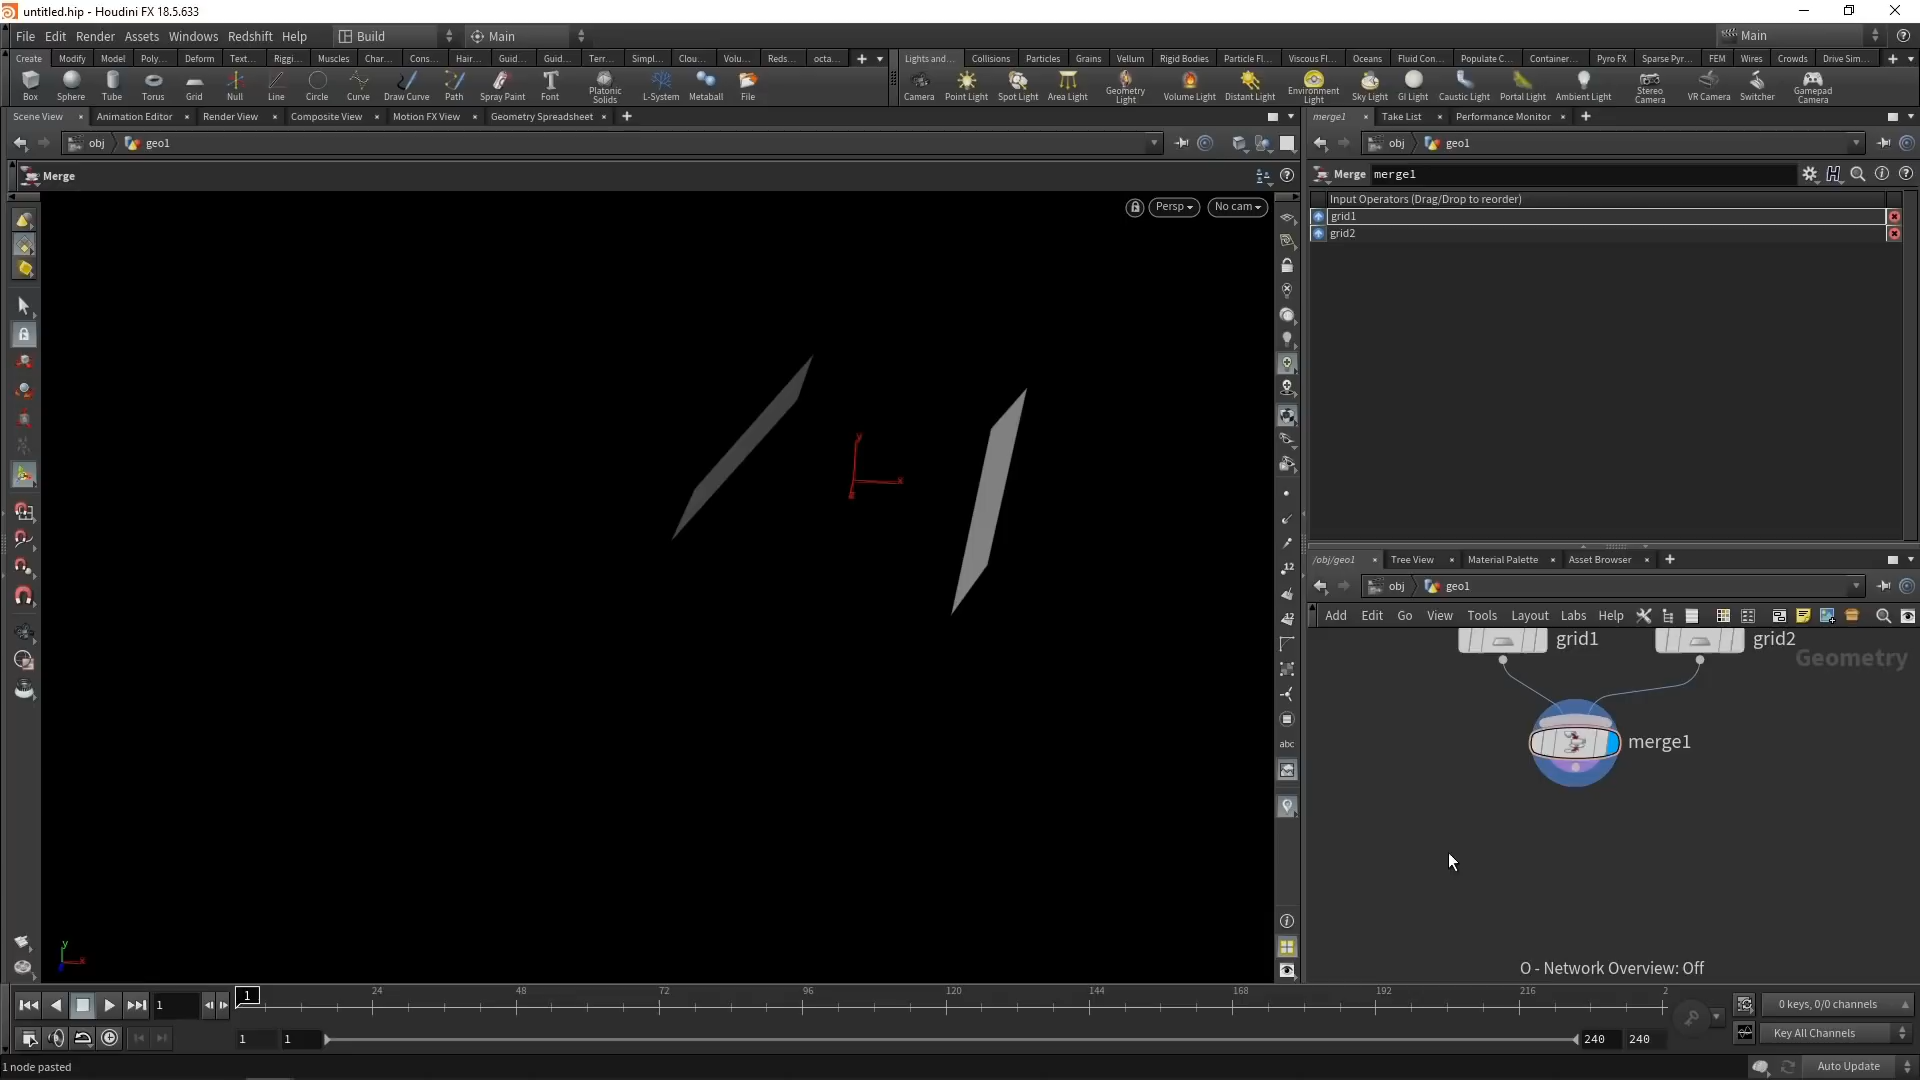 untitled.hip - Houdini FX 18.5.633
File Edit Render Assets Windows Redshift Help Build Main Main
Create Modify Model Poly... Deform Text... Riggi... Muscles Char... Cons... Hair... Guid... Guid... Terr... Simpl... Clou... Volu... Reds... octa...
Lights and... Collisions Particles Grains Vellum Rigid Bodies Particle Fl... Viscous Fl... Oceans Fluid Con... Populate C... Container... Pyro FX Sparse Pyr... FEM Wires Crowds Drive Sim...
Box Sphere Tube Torus Grid Null Line Circle Curve Draw Curve Path Spray Paint Font Platonic Solids L-System Metaball File
Camera Point Light Spot Light Area Light Geometry Light Volume Light Distant Light Environment Light Sky Light GI Light Caustic Light Portal Light Ambient Light Stereo Camera VR Camera Switcher Gamepad Camera
Scene View Animation Editor Render View Composite View Motion FX View Geometry Spreadsheet
obj geo1
Merge
Persp No cam
y
x
z
y
x
12
12
abc
merge1 Take List Performance Monitor
obj geo1
Merge merge1
Input Operators (Drag/Drop to reorder)
grid1
grid2
/obj/geo1 Tree View Material Palette Asset Browser
obj geo1
Add Edit Go View Tools Layout Labs Help
grid1 grid2
Geometry
merge1
O - Network Overview: Off
1 1 24 48 72 96 120 144 168 192 216 2
0 keys, 0/0 channels
1 1 240 240
Key All Channels
1 node pasted
Auto Update